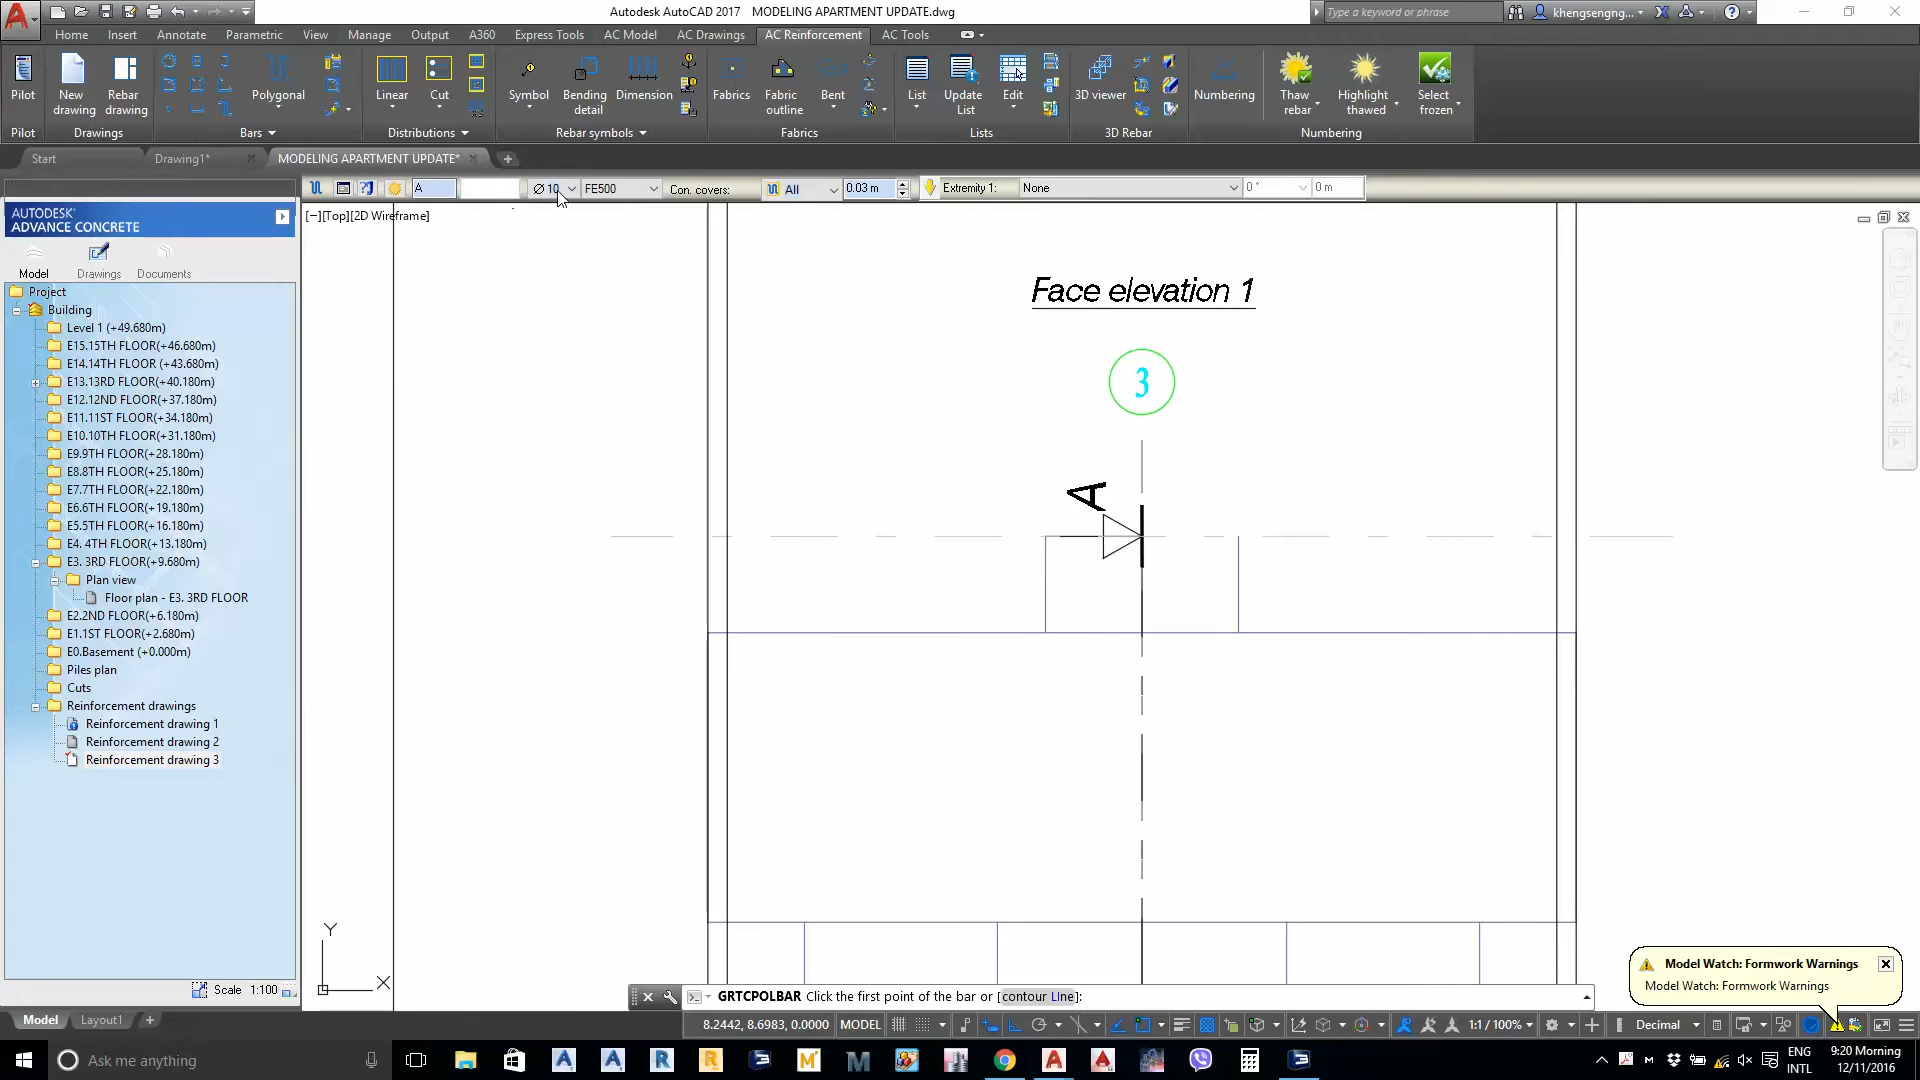 Autodesk AutoCAD 2017    MODELING APARTMENT UPDATE.dwg
Type a keyword or phrase
khengsengng...
Home Insert Annotate Parametric View Manage Output A360 Express Tools AC Model AC Drawings AC Reinforcement AC Tools
Pilot
New drawing
Rebar drawing
Polygonal
Linear
Cut
Symbol
Bending detail
Dimension
Fabrics
Fabric outline
Bent
List
Update List
Edit
3D viewer
Numbering
Thaw rebar
Highlight thawed
Select frozen
Pilot Drawings Bars Distributions Rebar symbols Fabrics Lists 3D Rebar Numbering
Start Drawing1* MODELING APARTMENT UPDATE*
A Ø 10 FE500 Con. covers: All 0.03 m Extremity 1: None 0 ° 0 m
[−][Top][2D Wireframe]
AUTODESK®
ADVANCE CONCRETE
Model Drawings Documents
Project
Building
Level 1 (+49.680m)
E15.15TH FLOOR(+46.680m)
E14.14TH FLOOR (+43.680m)
E13.13RD FLOOR(+40.180m)
E12.12ND FLOOR(+37.180m)
E11.11ST FLOOR(+34.180m)
E10.10TH FLOOR(+31.180m)
E9.9TH FLOOR(+28.180m)
E8.8TH FLOOR(+25.180m)
E7.7TH FLOOR(+22.180m)
E6.6TH FLOOR(+19.180m)
E5.5TH FLOOR(+16.180m)
E4. 4TH FLOOR(+13.180m)
E3. 3RD FLOOR(+9.680m)
Plan view
Floor plan - E3. 3RD FLOOR
E2.2ND FLOOR(+6.180m)
E1.1ST FLOOR(+2.680m)
E0.Basement (+0.000m)
Piles plan
Cuts
Reinforcement drawings
Reinforcement drawing 1
Reinforcement drawing 2
Reinforcement drawing 3
Scale 1:100
Face elevation 1
3
A
Y
X
Model Watch: Formwork Warnings
Model Watch: Formwork Warnings
GRTCPOLBAR Click the first point of the bar or [contour LIne]:
Model Layout1
8.2442, 8.6983, 0.0000 MODEL 1:1 / 100% Decimal
Ask me anything
ENG
INTL
9:20 Morning
12/11/2016